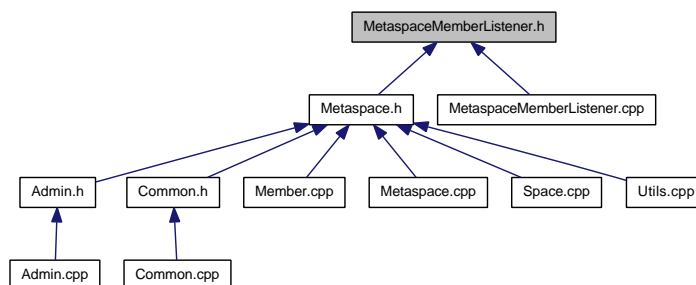 MetaspaceMemberListener.h
Metaspace.h
MetaspaceMemberListener.cpp
Admin.h
Common.h
Member.cpp
Metaspace.cpp
Space.cpp
Utils.cpp
Admin.cpp
Common.cpp